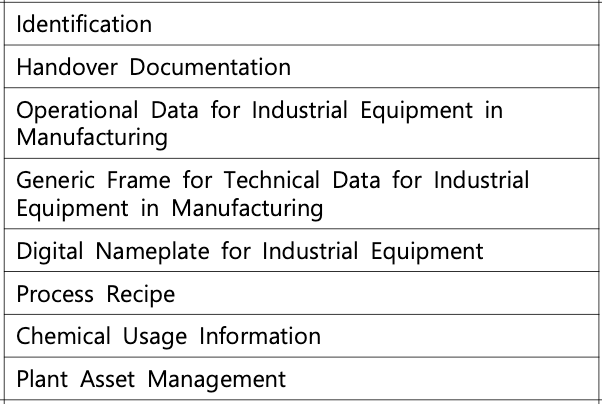 Identification
Handover Documentation
Operational Data for Industrial Equipment in
Manufacturing
Generic Frame for Technical Data for Industrial
Equipment in Manufacturing
Digital Nameplate for Industrial Equipment
Process Recipe
Chemical Usage Information
Plant Asset Management